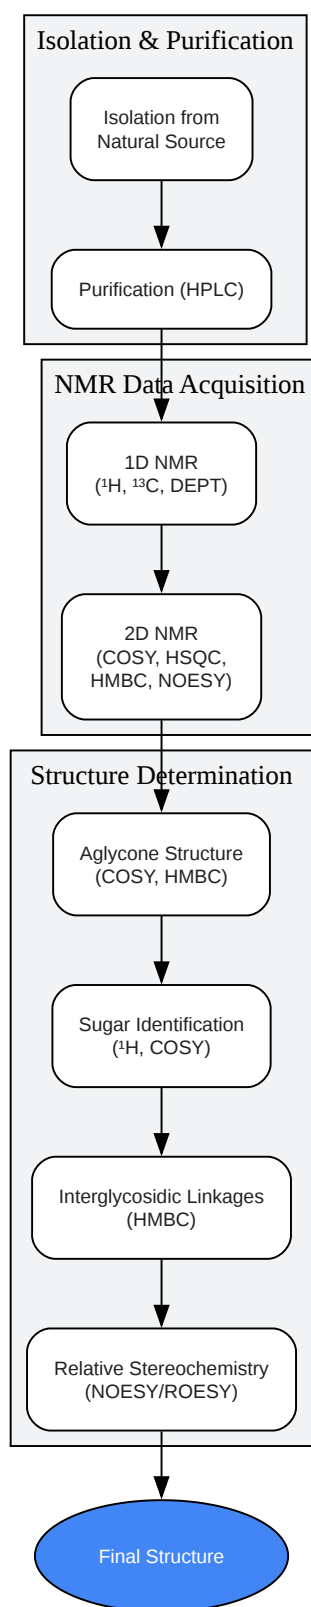 Isolation & Purification
Isolation from
Natural Source
Purification (HPLC)
NMR Data Acquisition
1D NMR
(¹H, ¹³C, DEPT)
2D NMR
(COSY, HSQC,
HMBC, NOESY)
Structure Determination
Aglycone Structure
(COSY, HMBC)
Sugar Identification
(¹H, COSY)
Interglycosidic Linkages
(HMBC)
Relative Stereochemistry
(NOESY/ROESY)
Final Structure